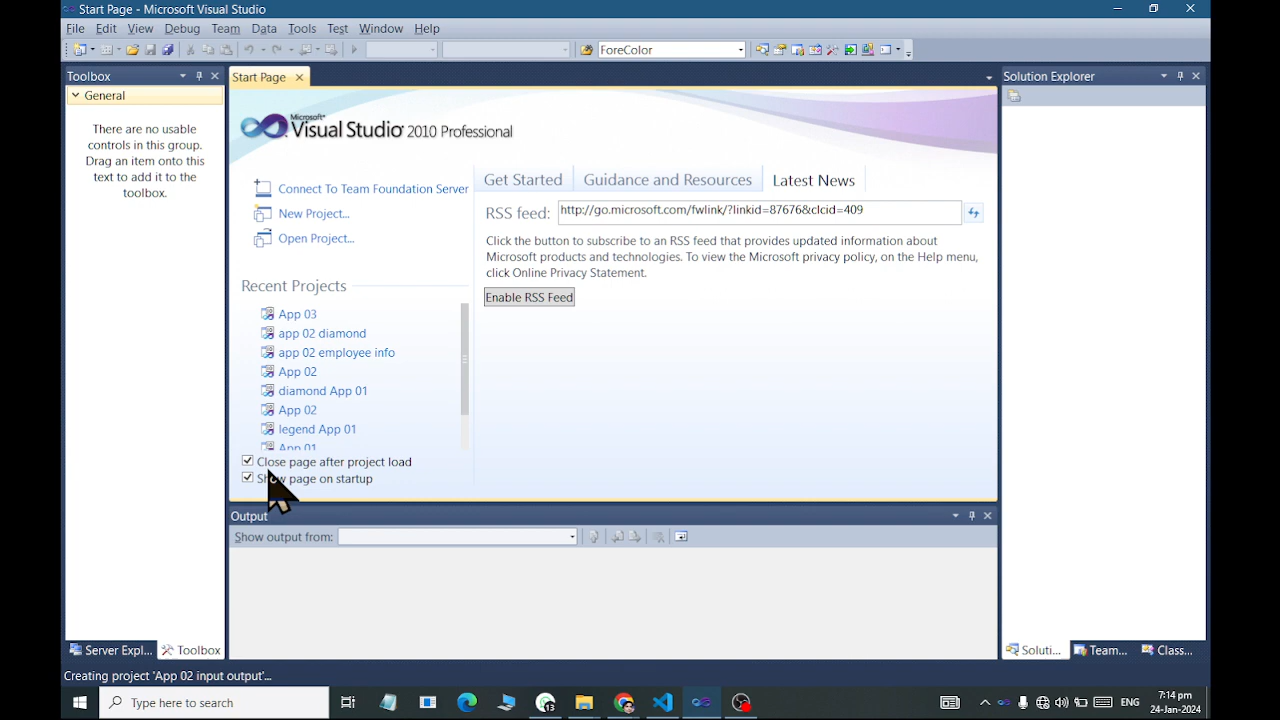 Start Page - Microsoft Visual Studio
File Edit View Debug Team Data Tools Test Window Help
ForeColor
Toolbox
General
There are no usable
controls in this group.
Drag an item onto this
text to add it to the
toolbox.
Server Expl... Toolbox
Start Page
Microsoft®
Visual Studio® 2010 Professional
Connect To Team Foundation Server
New Project...
Open Project...
Recent Projects
App 03
app 02 diamond
app 02 employee info
App 02
diamond App 01
App 02
legend App 01
App 01
Close page after project load
Show page on startup
Get Started Guidance and Resources Latest News
RSS feed: http://go.microsoft.com/fwlink/?linkid=87676&clcid=409
Click the button to subscribe to an RSS feed that provides updated information about
Microsoft products and technologies. To view the Microsoft privacy policy, on the Help menu,
click Online Privacy Statement.
Enable RSS Feed
Output
Show output from:
Solution Explorer
Soluti... Team... Class...
Creating project 'App 02 input output'...
Type here to search
ENG
7:14 pm
24-Jan-2024